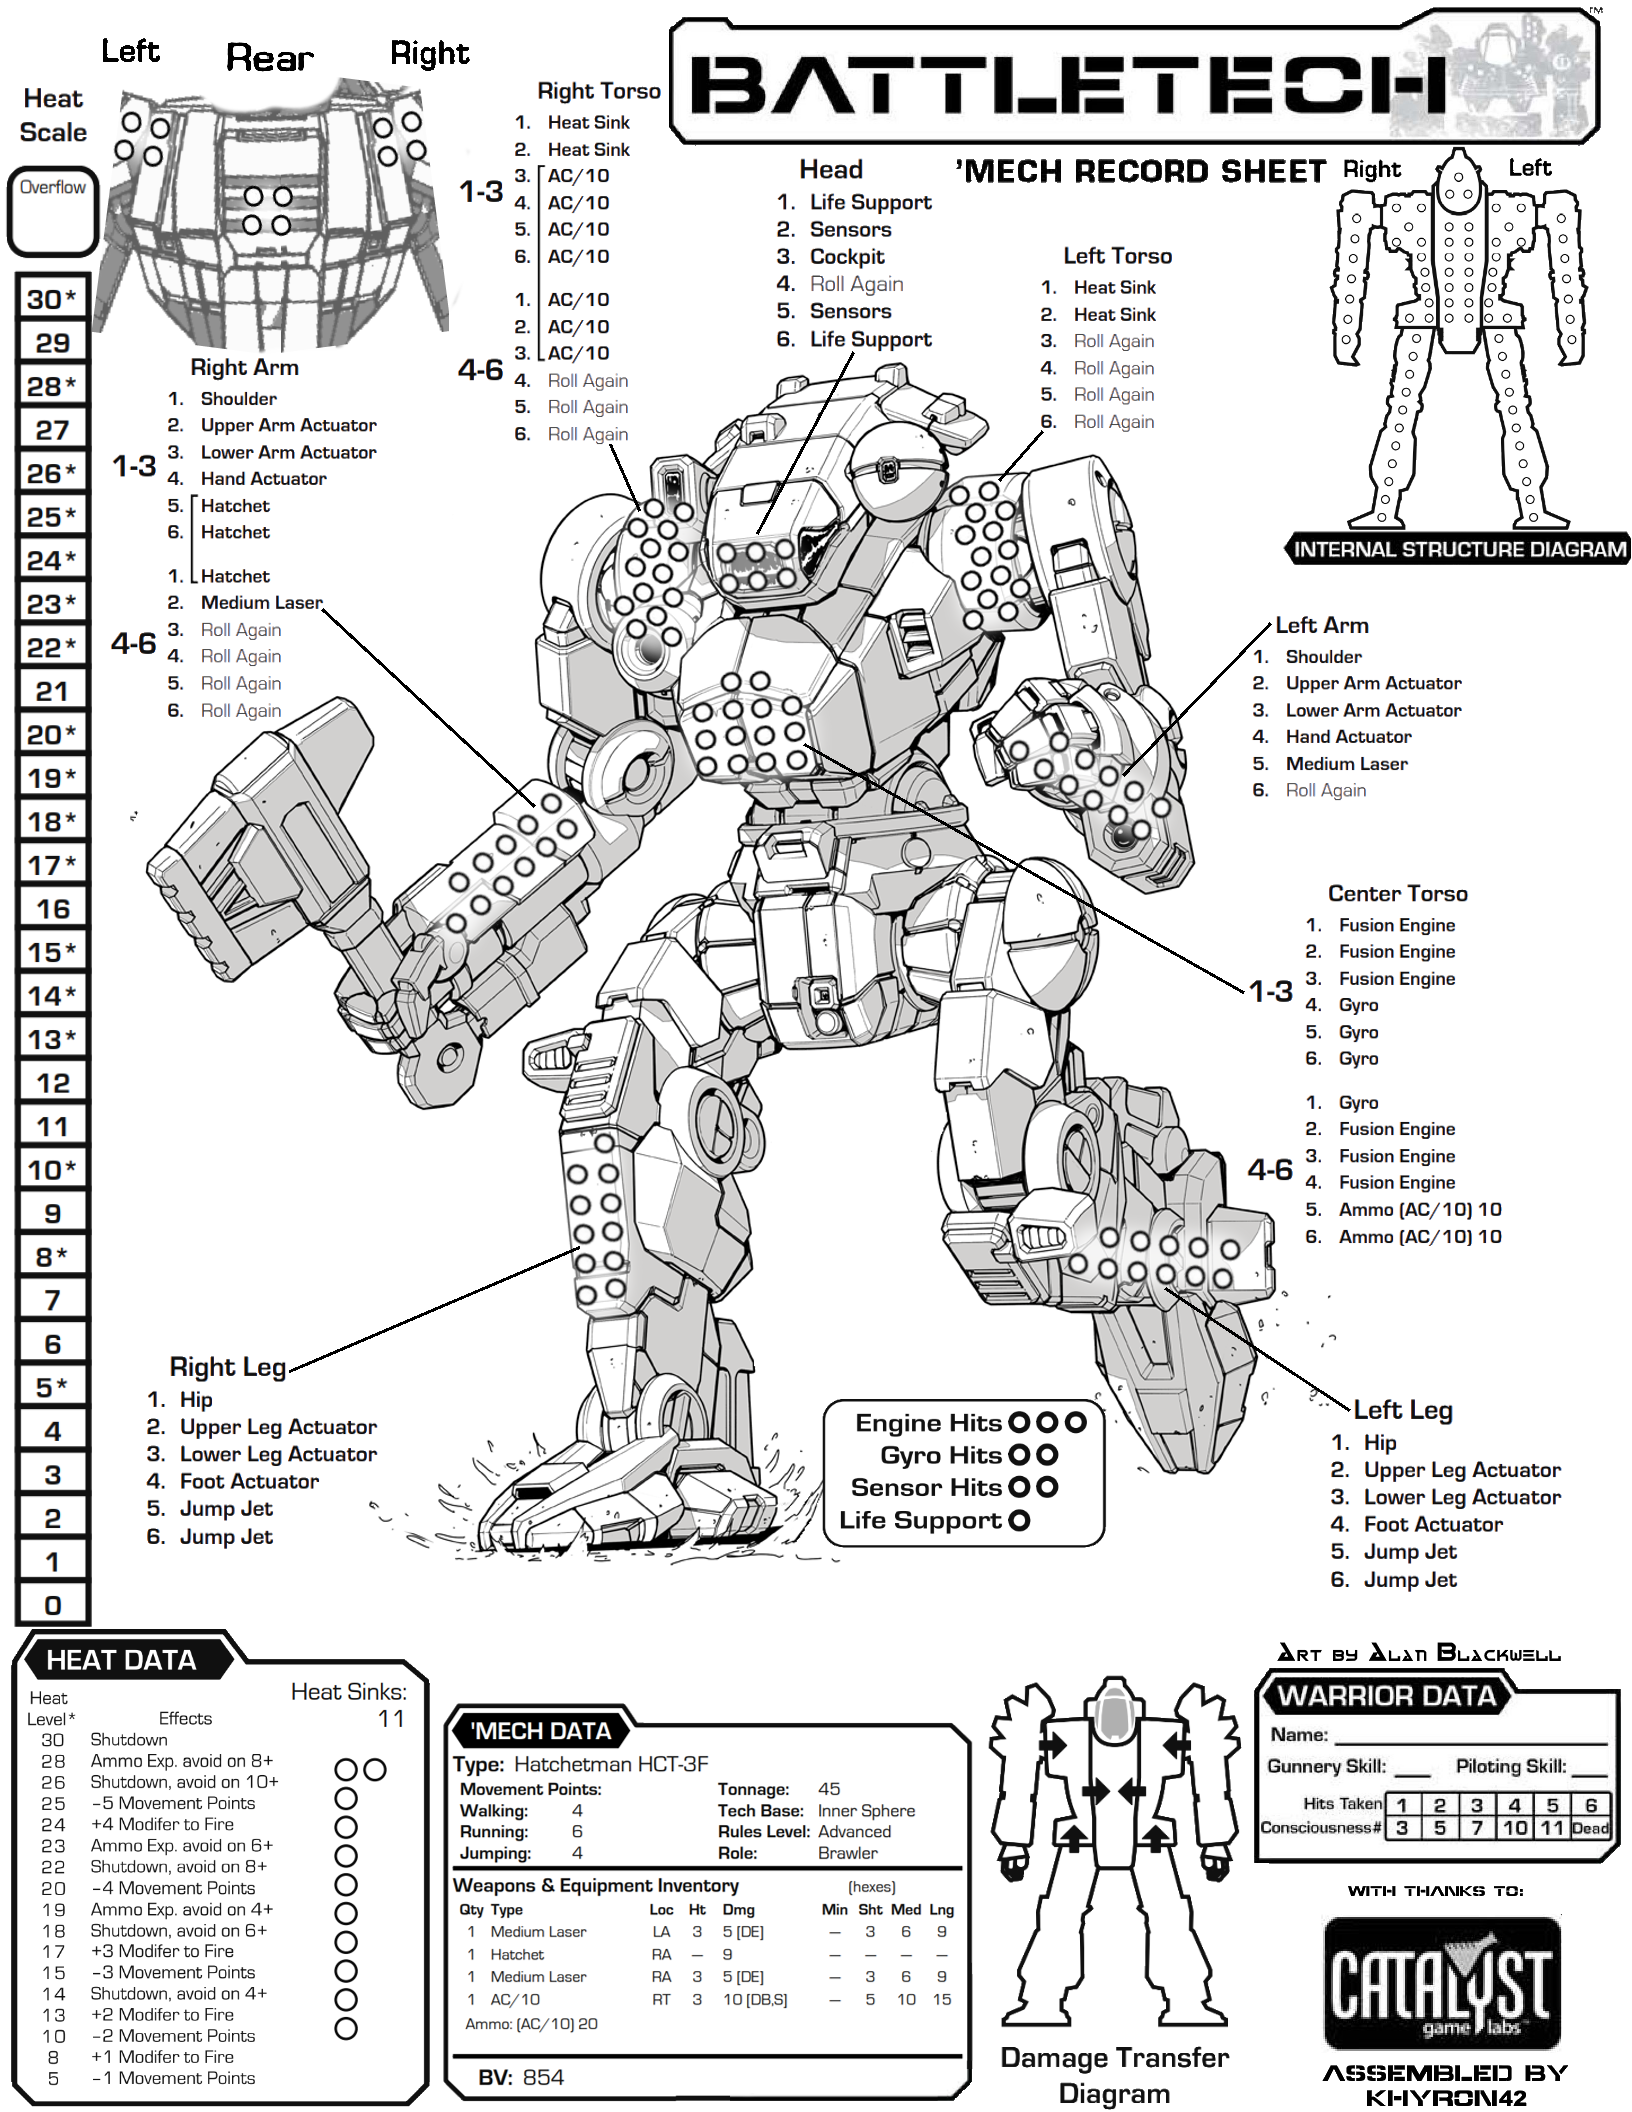 Left Rear Right
Heat
Scale
Overflow
30*
29
28*
27
26*
25*
24*
23*
22*
21
20*
19*
18*
17*
16
15*
14*
13*
12
11
10*
9
8*
7
6
5*
4
3
2
1
0
BATTLETECH
TM
'MECH RECORD SHEET
Right Torso
1. Heat Sink
2. Heat Sink
3. AC/10
1-3
4. AC/10
5. AC/10
6. AC/10
1. AC/10
2. AC/10
3. AC/10
4-6
4. Roll Again
5. Roll Again
6. Roll Again
Head
1. Life Support
2. Sensors
3. Cockpit
4. Roll Again
5. Sensors
6. Life Support
Left Torso
1. Heat Sink
2. Heat Sink
3. Roll Again
4. Roll Again
5. Roll Again
6. Roll Again
Right Left
INTERNAL STRUCTURE DIAGRAM
Right Arm
1. Shoulder
2. Upper Arm Actuator
3. Lower Arm Actuator
1-3
4. Hand Actuator
5. Hatchet
6. Hatchet
1. Hatchet
2. Medium Laser
3. Roll Again
4-6
4. Roll Again
5. Roll Again
6. Roll Again
Left Arm
1. Shoulder
2. Upper Arm Actuator
3. Lower Arm Actuator
4. Hand Actuator
5. Medium Laser
6. Roll Again
Center Torso
1. Fusion Engine
2. Fusion Engine
3. Fusion Engine
1-3
4. Gyro
5. Gyro
6. Gyro
1. Gyro
2. Fusion Engine
3. Fusion Engine
4-6
4. Fusion Engine
5. Ammo (AC/10) 10
6. Ammo (AC/10) 10
Right Leg
1. Hip
2. Upper Leg Actuator
3. Lower Leg Actuator
4. Foot Actuator
5. Jump Jet
6. Jump Jet
Engine Hits
Gyro Hits
Sensor Hits
Life Support
Left Leg
1. Hip
2. Upper Leg Actuator
3. Lower Leg Actuator
4. Foot Actuator
5. Jump Jet
6. Jump Jet
HEAT DATA
Heat Sinks:
11
Heat
Level* Effects
30 Shutdown
28 Ammo Exp. avoid on 8+
26 Shutdown, avoid on 10+
25 –5 Movement Points
24 +4 Modifer to Fire
23 Ammo Exp. avoid on 6+
22 Shutdown, avoid on 8+
20 –4 Movement Points
19 Ammo Exp. avoid on 4+
18 Shutdown, avoid on 6+
17 +3 Modifer to Fire
15 –3 Movement Points
14 Shutdown, avoid on 4+
13 +2 Modifer to Fire
10 –2 Movement Points
8 +1 Modifer to Fire
5 –1 Movement Points
'MECH DATA
Type: Hatchetman HCT-3F
Movement Points: Tonnage: 45
Walking: 4 Tech Base: Inner Sphere
Running: 6 Rules Level: Advanced
Jumping: 4 Role: Brawler
Weapons & Equipment Inventory (hexes)
Qty Type Loc Ht Dmg Min Sht Med Lng
1 Medium Laser LA 3 5 [DE] — 3 6 9
1 Hatchet RA — 9 — — — —
1 Medium Laser RA 3 5 [DE] — 3 6 9
1 AC/10 RT 3 10 [DB,S] — 5 10 15
Ammo: (AC/10) 20
BV: 854
Damage Transfer
Diagram
Art by Alan Blackwell
WARRIOR DATA
Name:
Gunnery Skill: Piloting Skill:
Hits Taken 1 2 3 4 5 6
Consciousness# 3 5 7 10 11 Dead
WITH THANKS TO:
CATALYST
game labs
ASSEMBLED BY
KHYRON42